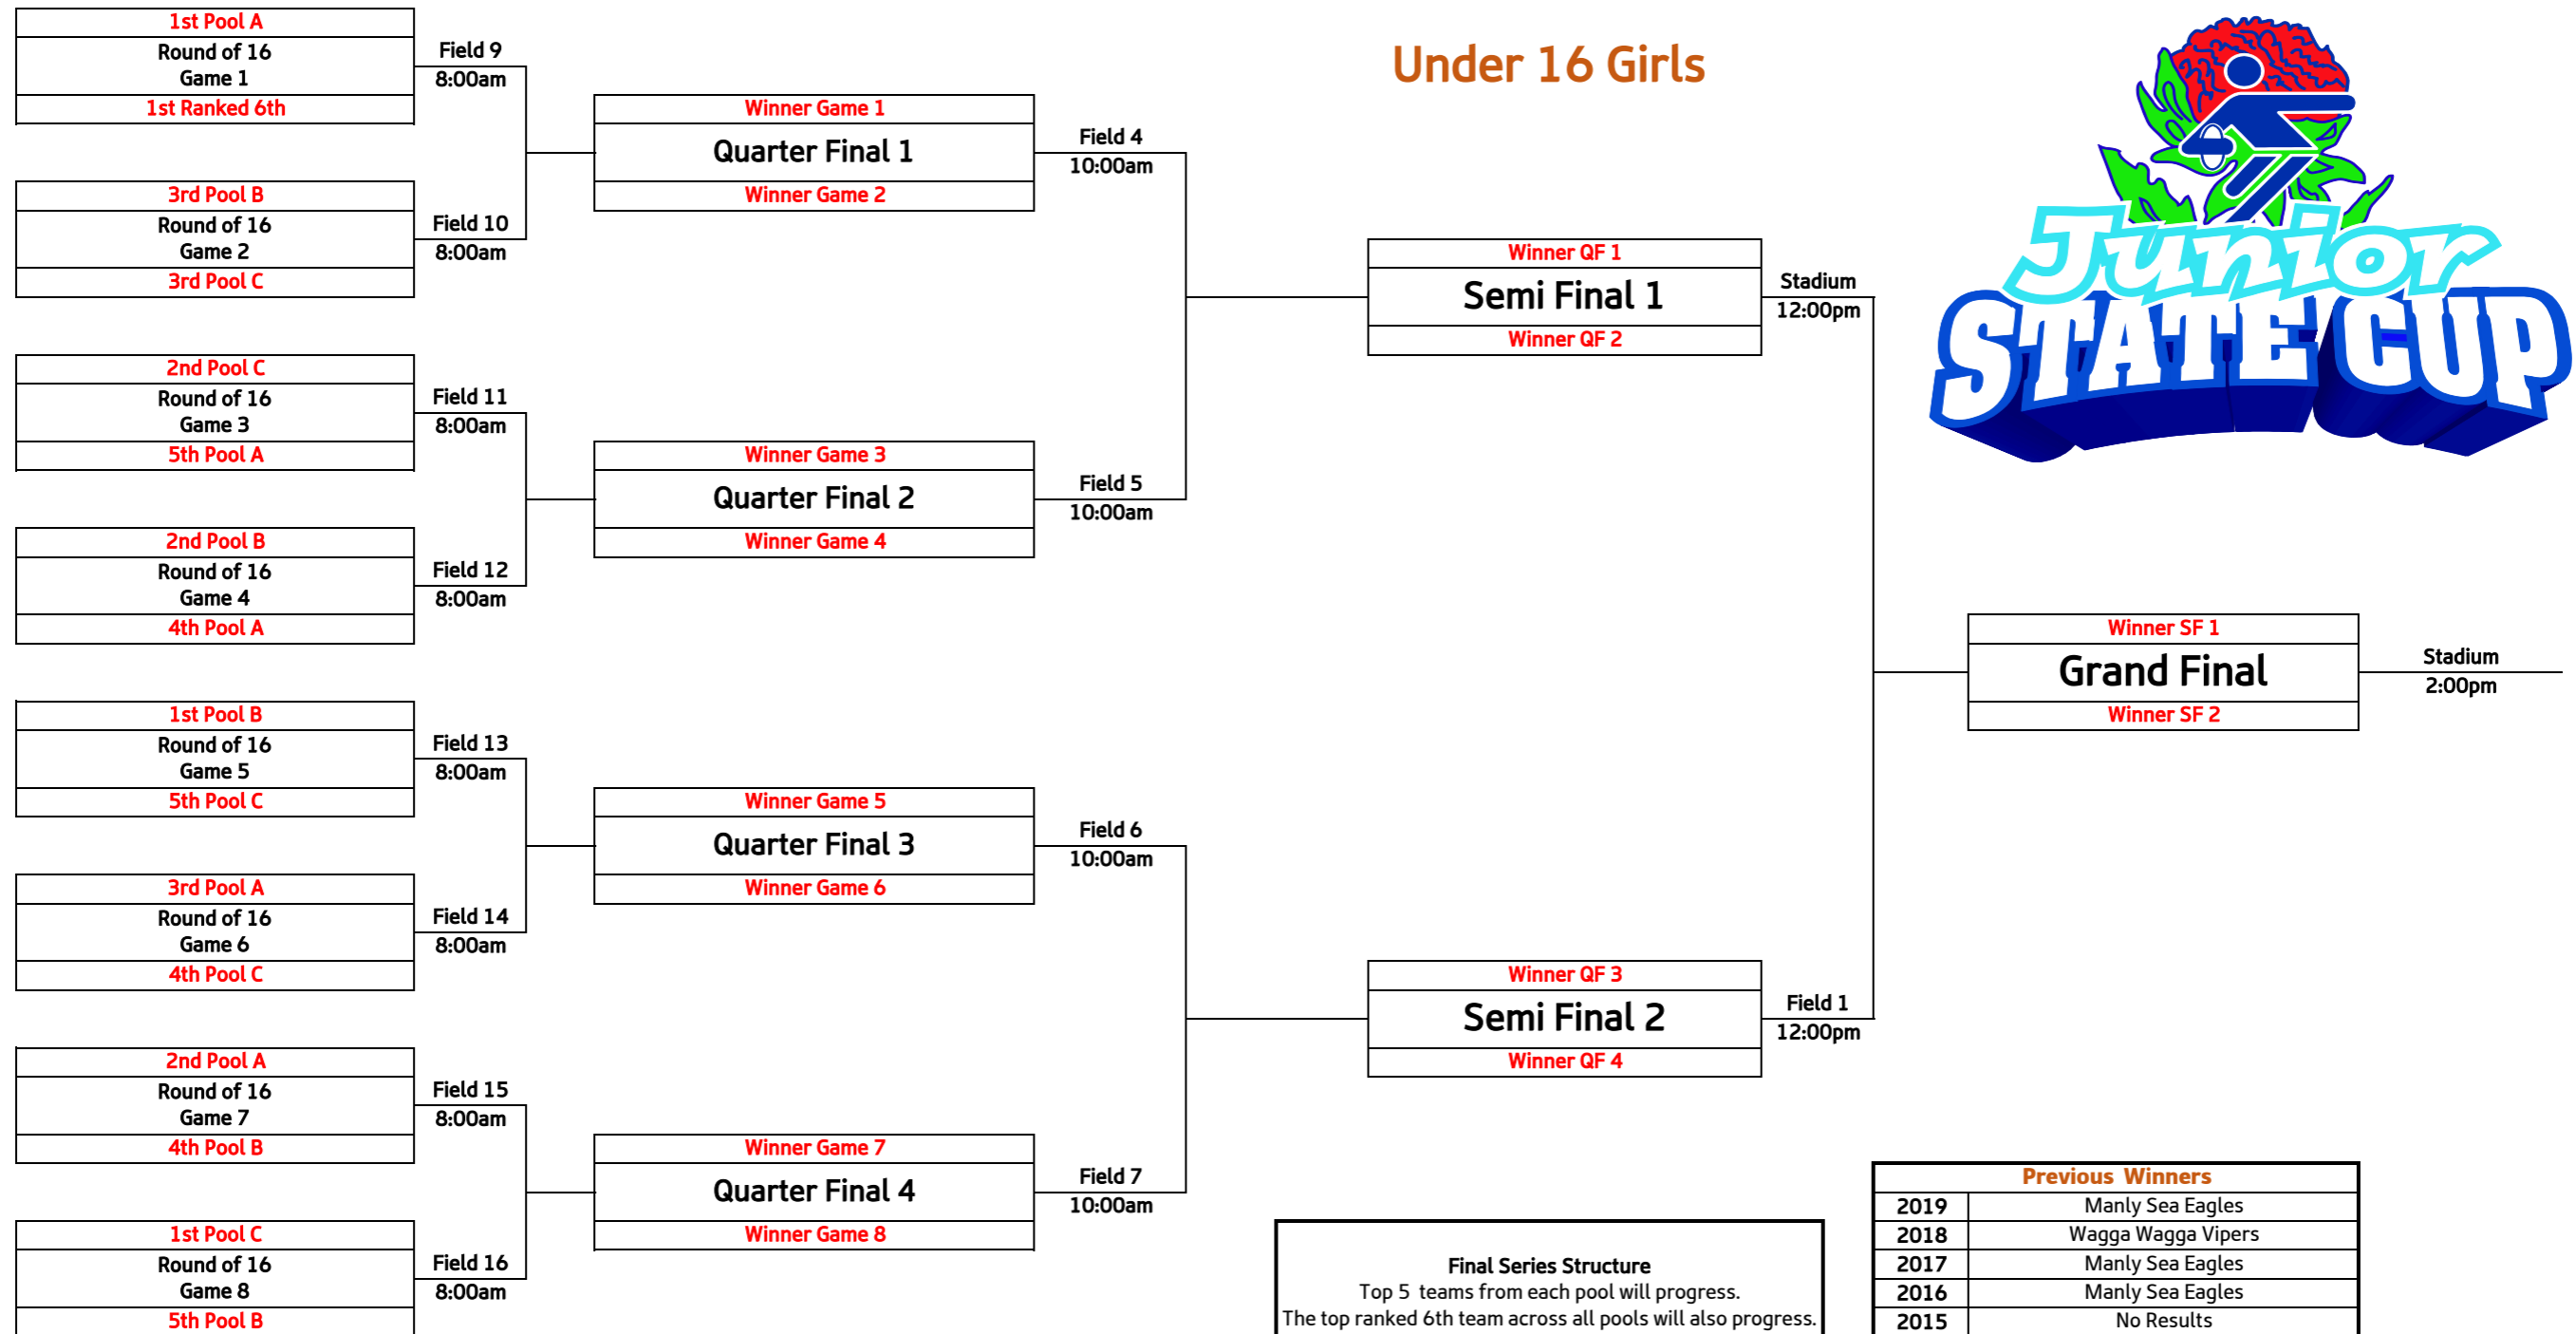 Under 16 Girls
Junior
STATE CUP
1st Pool A
Round of 16
Game 1
1st Ranked 6th
Field 9
8:00am
3rd Pool B
Round of 16
Game 2
3rd Pool C
Field 10
8:00am
2nd Pool C
Round of 16
Game 3
5th Pool A
Field 11
8:00am
2nd Pool B
Round of 16
Game 4
4th Pool A
Field 12
8:00am
1st Pool B
Round of 16
Game 5
5th Pool C
Field 13
8:00am
3rd Pool A
Round of 16
Game 6
4th Pool C
Field 14
8:00am
2nd Pool A
Round of 16
Game 7
4th Pool B
Field 15
8:00am
1st Pool C
Round of 16
Game 8
5th Pool B
Field 16
8:00am
Winner Game 1
Quarter Final 1
Winner Game 2
Field 4
10:00am
Winner Game 3
Quarter Final 2
Winner Game 4
Field 5
10:00am
Winner Game 5
Quarter Final 3
Winner Game 6
Field 6
10:00am
Winner Game 7
Quarter Final 4
Winner Game 8
Field 7
10:00am
Winner QF 1
Semi Final 1
Winner QF 2
Stadium
12:00pm
Winner QF 3
Semi Final 2
Winner QF 4
Field 1
12:00pm
Winner SF 1
Grand Final
Winner SF 2
Stadium
2:00pm
Final Series Structure
Top 5 teams from each pool will progress.
The top ranked 6th team across all pools will also progress.
Previous Winners
2019 Manly Sea Eagles
2018 Wagga Wagga Vipers
2017 Manly Sea Eagles
2016 Manly Sea Eagles
2015 No Results